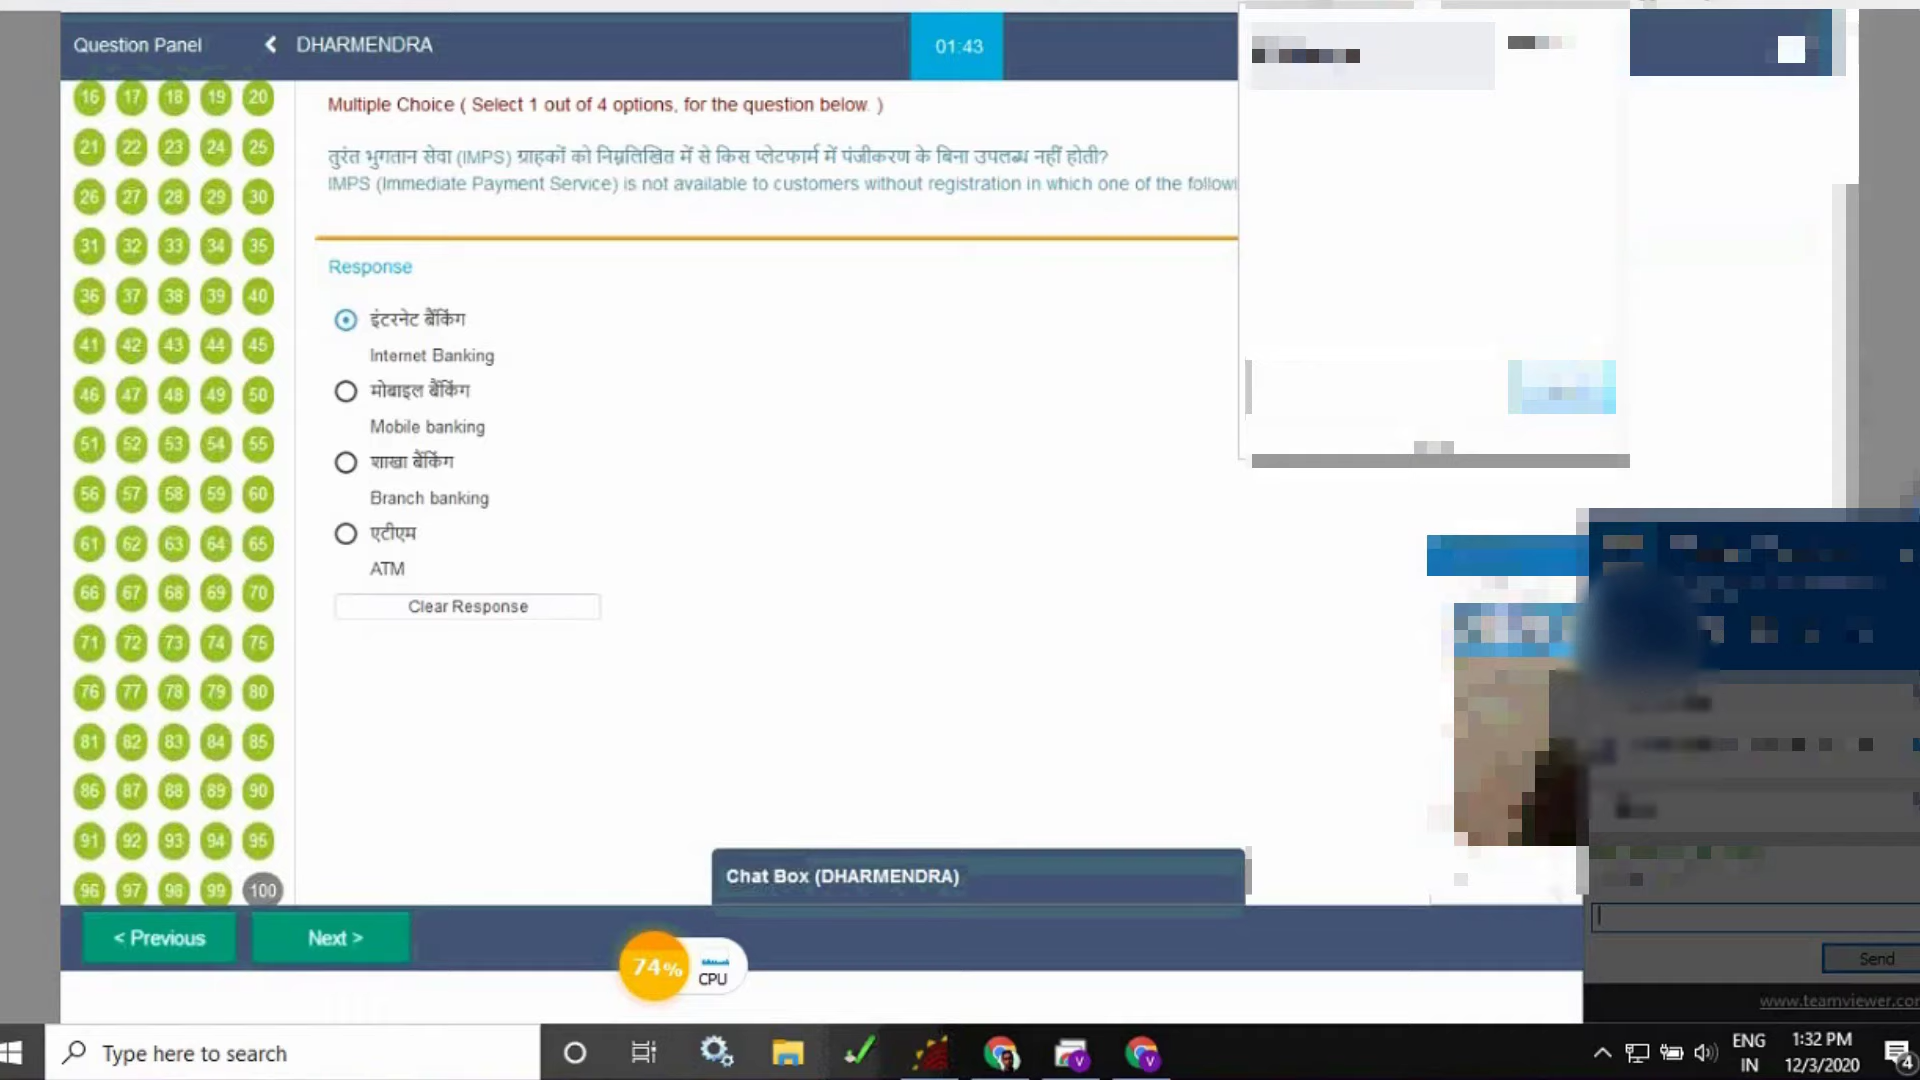 Question Panel
DHARMENDRA
01:43
16 17 18 19 20
21 22 23 24 25
26 27 28 29 30
31 32 33 34 35
36 37 38 39 40
41 42 43 44 45
46 47 48 49 50
51 52 53 54 55
56 57 58 59 60
61 62 63 64 65
66 67 68 69 70
71 72 73 74 75
76 77 78 79 80
81 82 83 84 85
86 87 88 89 90
91 92 93 94 95
96 97 98 99 100
Multiple Choice ( Select 1 out of 4 options, for the question below. )
तुरंत भुगतान सेवा (IMPS) ग्राहकों को निम्नलिखित में से किस प्लेटफार्म में पंजीकरण के बिना उपलब्ध नहीं होती?
IMPS (Immediate Payment Service) is not available to customers without registration in which one of the followi
Response
इंटरनेट बैंकिंग
Internet Banking
मोबाइल बैंकिंग
Mobile banking
शाखा बैंकिंग
Branch banking
एटीएम
ATM
Clear Response
Chat Box (DHARMENDRA)
< Previous
Next >
74%
CPU
Send
www.teamviewer.com
Type here to search
ENG
IN
1:32 PM
12/3/2020
4